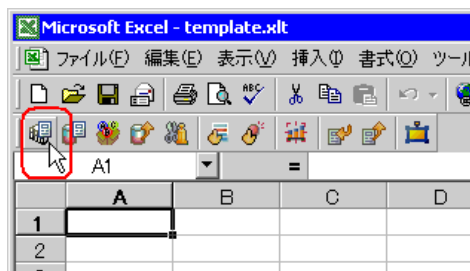 Microsoft Excel - template.xlt
ファイル(F) 編集(E) 表示(V) 挿入(I) 書式(O) ツール
ABC
A1 =
A B C D
1
2